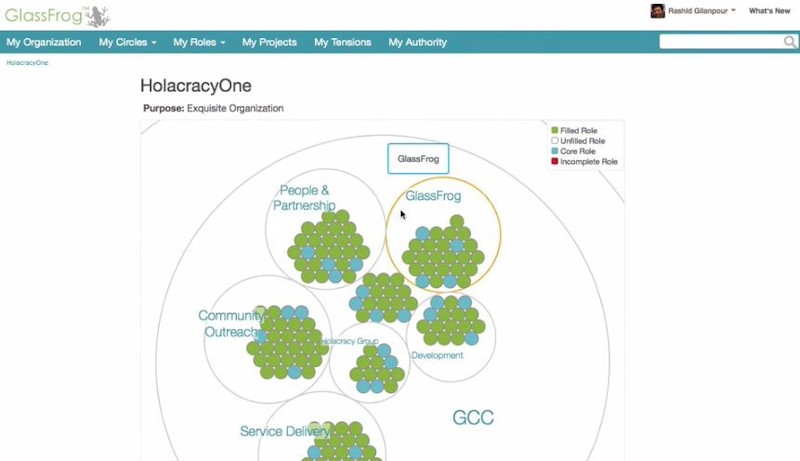 GlassFrog™
Rashid Gilanpour What's New
My Organization My Circles My Roles My Projects My Tensions My Authority
HolacracyOne
HolacracyOne
Purpose: Exquisite Organization
Filled Role
Unfilled Role
Core Role
Incomplete Role
GlassFrog
People &
Partnership
GlassFrog
Community
Outreach
Holacracy Group
Development
GCC
Service Delivery